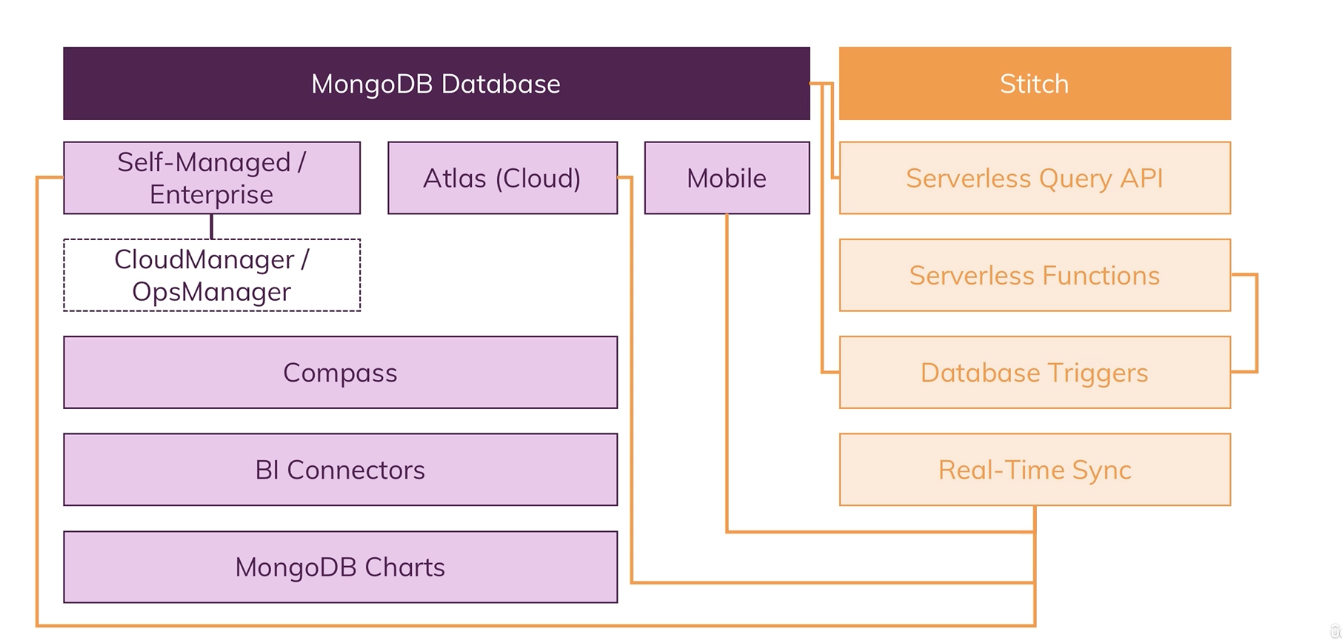 MongoDB Database
Stitch
Self-Managed /
Enterprise
Atlas (Cloud)
Mobile
Serverless Query API
CloudManager /
OpsManager
Serverless Functions
Compass
Database Triggers
BI Connectors
Real-Time Sync
MongoDB Charts